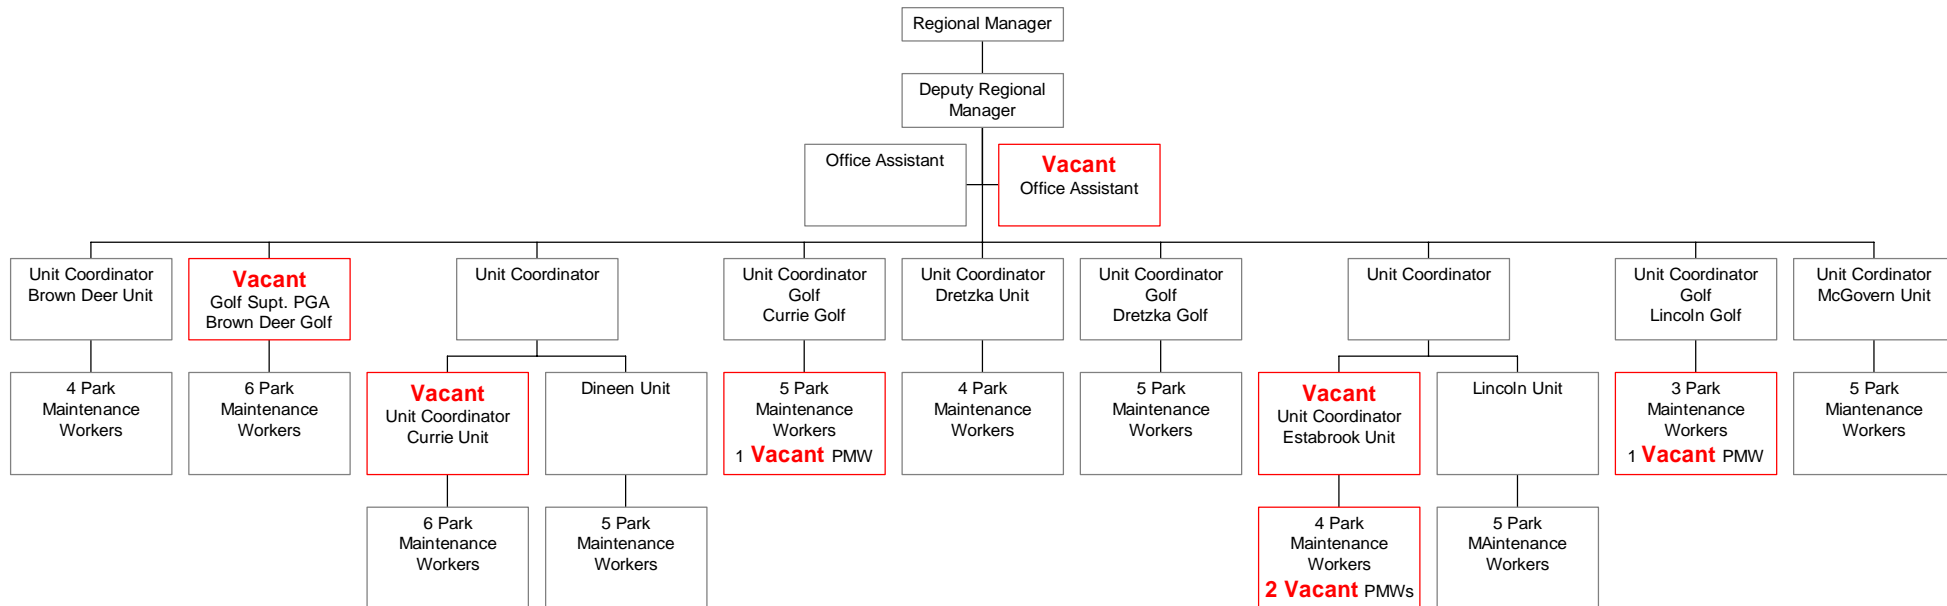 Regional Manager
Deputy Regional
Manager
Office Assistant
Vacant
Office Assistant
Unit Coordinator
Brown Deer Unit
Vacant
Golf Supt. PGA
Brown Deer Golf
Unit Coordinator
Unit Coordinator
Golf
Currie Golf
Unit Coordinator
Dretzka Unit
Unit Coordinator
Golf
Dretzka Golf
Unit Coordinator
Unit Coordinator
Golf
Lincoln Golf
Unit Cordinator
McGovern Unit
4 Park
Maintenance
Workers
6 Park
Maintenance
Workers
Vacant
Unit Coordinator
Currie Unit
Dineen Unit
5 Park
Maintenance
Workers
1 Vacant PMW
4 Park
Maintenance
Workers
5 Park
Maintenance
Workers
Vacant
Unit Coordinator
Estabrook Unit
Lincoln Unit
3 Park
Maintenance
Workers
1 Vacant PMW
5 Park
Miantenance
Workers
6 Park
Maintenance
Workers
5 Park
Maintenance
Workers
4 Park
Maintenance
Workers
2 Vacant PMWs
5 Park
MAintenance
Workers